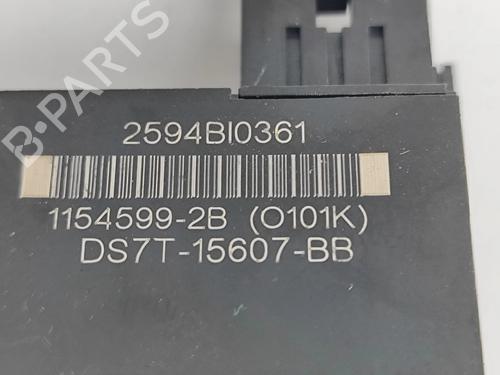 B-PARTS
2594BI0361
1154599-2B (O101K)
DS7T-15607-BB